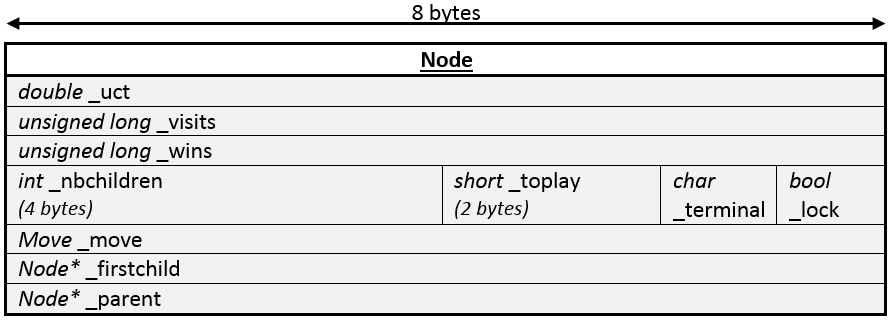 8 bytes
Node
double _uct
unsigned long _visits
unsigned long _wins
int _nbchildren short _toplay char bool
(4 bytes) (2 bytes) _terminal _lock
Move _move
Node* _firstchild
Node* _parent